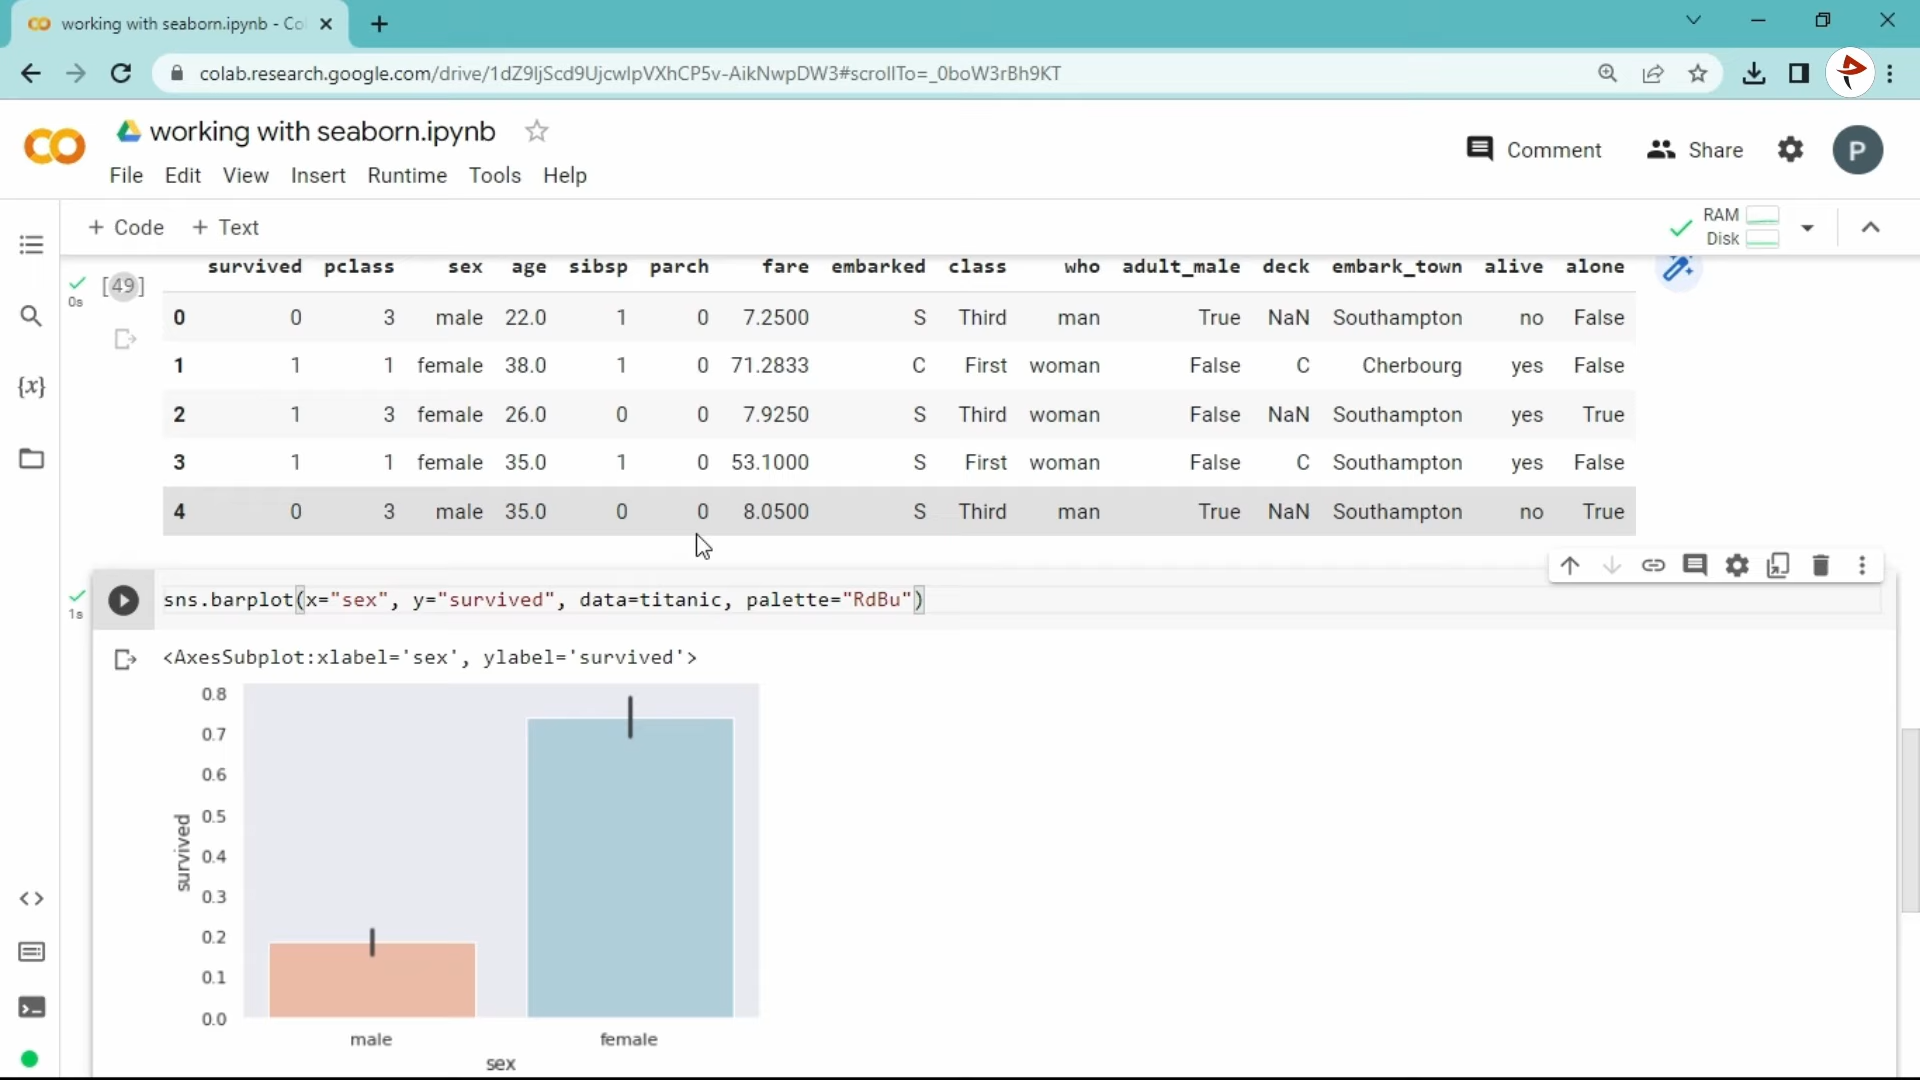 working with seaborn.ipynb - Co
colab.research.google.com/drive/1dZ9IjScd9UjcwIpVXhCP5v-AikNwpDW3#scrollTo=_0boW3rBh9KT
working with seaborn.ipynb
File Edit View Insert Runtime Tools Help
Comment Share P
+ Code + Text
RAM
Disk
survived pclass sex age sibsp parch fare embarked class who adult_male deck embark_town alive alone
0s [49]
0 0 3 male 22.0 1 0 7.2500 S Third man True NaN Southampton no False
1 1 1 female 38.0 1 0 71.2833 C First woman False C Cherbourg yes False
2 1 3 female 26.0 0 0 7.9250 S Third woman False NaN Southampton yes True
3 1 1 female 35.0 1 0 53.1000 S First woman False C Southampton yes False
4 0 3 male 35.0 0 0 8.0500 S Third man True NaN Southampton no True
1s
sns.barplot(x="sex", y="survived", data=titanic, palette="RdBu")
<AxesSubplot:xlabel='sex', ylabel='survived'>
0.8
0.7
0.6
0.5
0.4
0.3
0.2
0.1
0.0
survived
male female
sex